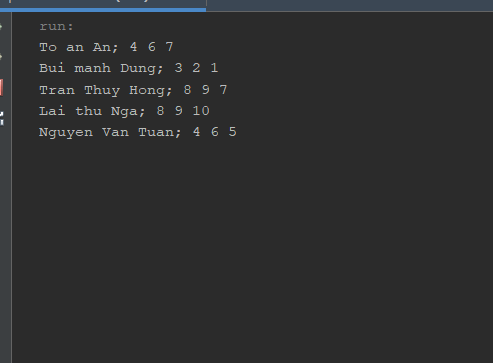 run:
To an An; 4 6 7
Bui manh Dung; 3 2 1
Tran Thuy Hong; 8 9 7
Lai thu Nga; 8 9 10
Nguyen Van Tuan; 4 6 5